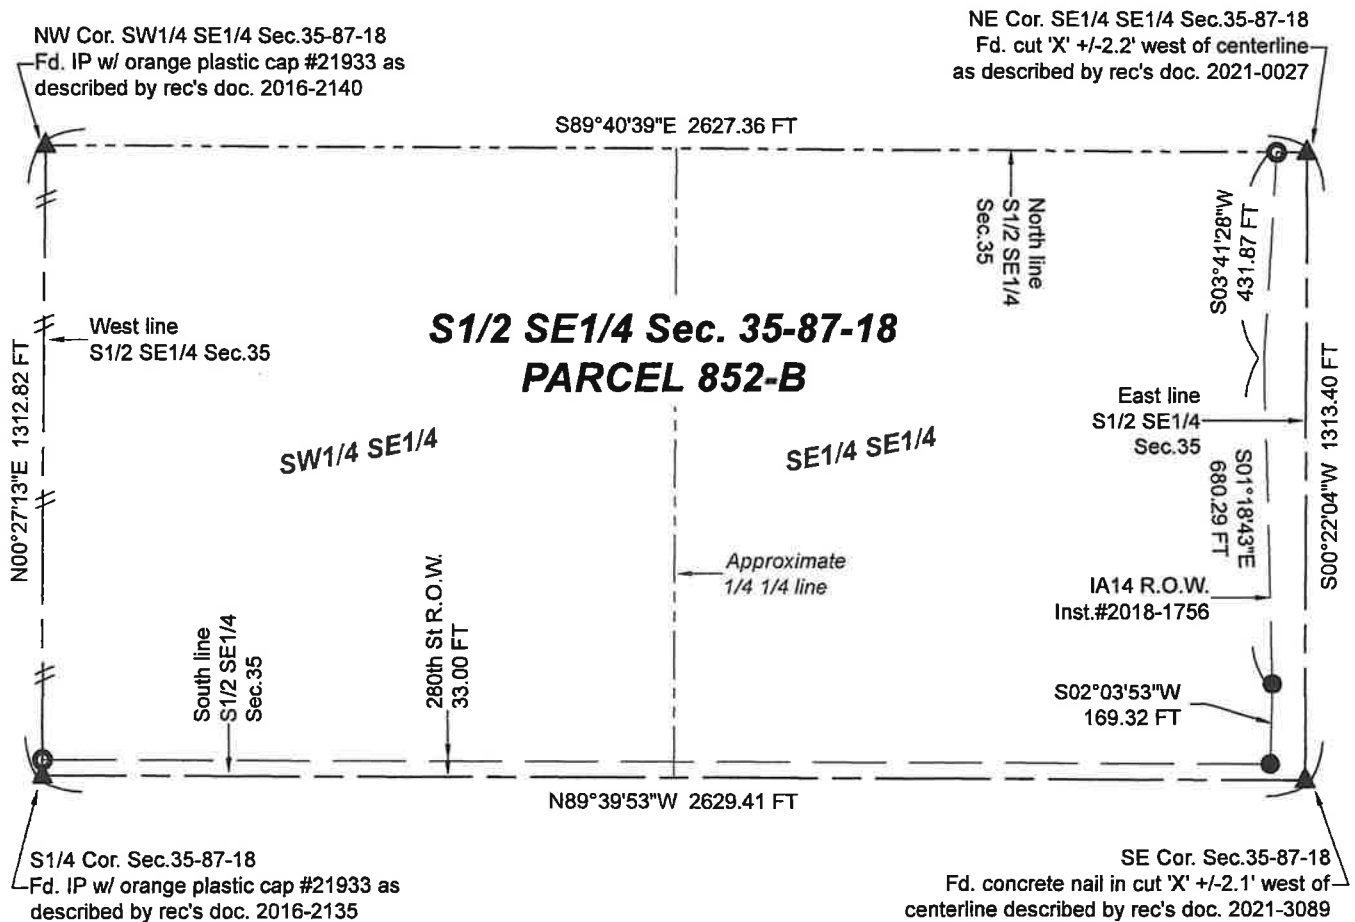 NW Cor. SW1/4 SE1/4 Sec.35-87-18
Fd. IP w/ orange plastic cap #21933 as
described by rec's doc. 2016-2140
NE Cor. SE1/4 SE1/4 Sec.35-87-18
Fd. cut 'X' +/-2.2' west of centerline
as described by rec's doc. 2021-0027
S89°40'39"E 2627.36 FT
North line
S1/2 SE1/4
Sec.35
S03°41'28"W
431.87 FT
West line
S1/2 SE1/4 Sec.35
N00°27'13"E 1312.82 FT
S1/2 SE1/4 Sec. 35-87-18
PARCEL 852-B
East line
S1/2 SE1/4
Sec.35
S00°22'04"W 1313.40 FT
SW1/4 SE1/4
SE1/4 SE1/4
S01°18'43"E
680.29 FT
Approximate
1/4 1/4 line
IA14 R.O.W.
Inst.#2018-1756
South line
S1/2 SE1/4
Sec.35
280th St R.O.W.
33.00 FT
S02°03'53"W
169.32 FT
N89°39'53"W 2629.41 FT
S1/4 Cor. Sec.35-87-18
Fd. IP w/ orange plastic cap #21933 as
described by rec's doc. 2016-2135
SE Cor. Sec.35-87-18
Fd. concrete nail in cut 'X' +/-2.1' west of
centerline described by rec's doc. 2021-3089